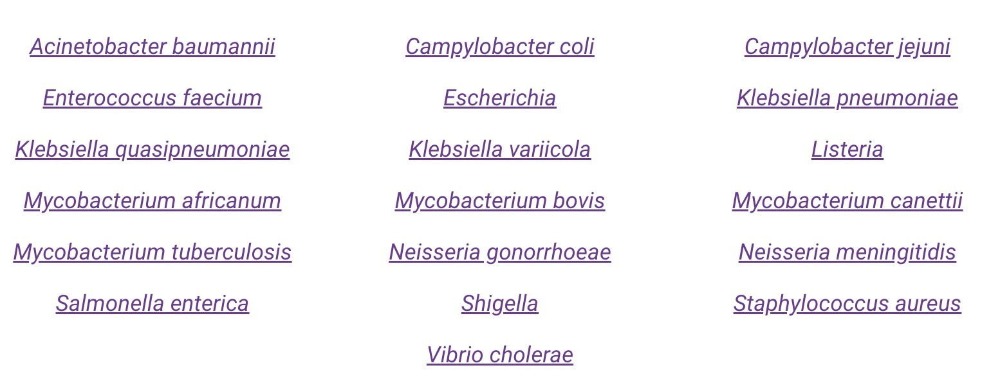 Acinetobacter baumannii Campylobacter coli Campylobacter jejuni
Enterococcus faecium Escherichia Klebsiella pneumoniae
Klebsiella quasipneumoniae Klebsiella variicola Listeria
Mycobacterium africanum Mycobacterium bovis Mycobacterium canettii
Mycobacterium tuberculosis Neisseria gonorrhoeae Neisseria meningitidis
Salmonella enterica Shigella Staphylococcus aureus
Vibrio cholerae